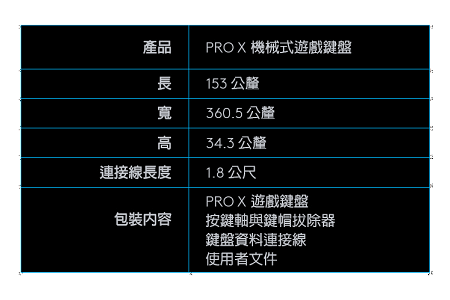 產品 PRO X 機械式遊戲鍵盤
長 153 公釐
寬 360.5 公釐
高 34.3 公釐
連接線長度 1.8 公尺
包裝內容 PRO X 遊戲鍵盤
按鍵軸與鍵帽拔除器
鍵盤資料連接線
使用者文件